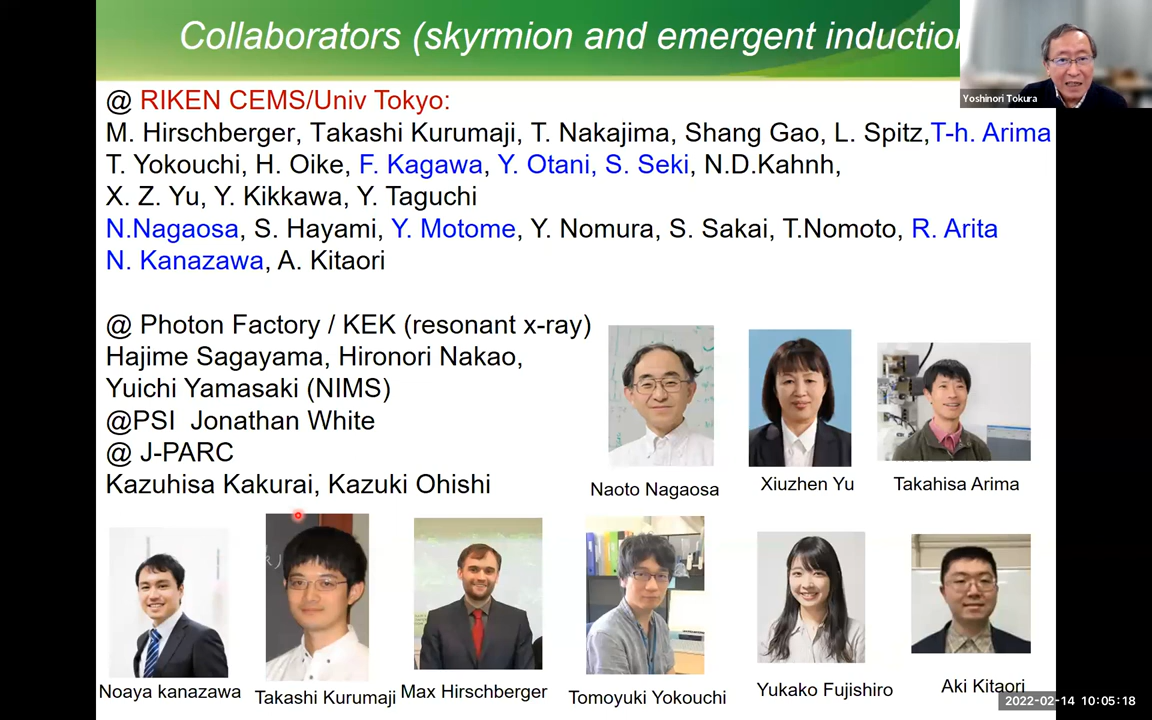 Collaborators (skyrmion and emergent induction
Yoshinori Tokura
@ RIKEN CEMS/Univ Tokyo:
M. Hirschberger, Takashi Kurumaji, T. Nakajima, Shang Gao, L. Spitz,T-h. Arima
T. Yokouchi, H. Oike, F. Kagawa, Y. Otani, S. Seki, N.D.Kahnh,
X. Z. Yu, Y. Kikkawa, Y. Taguchi
N.Nagaosa, S. Hayami, Y. Motome, Y. Nomura, S. Sakai, T.Nomoto, R. Arita
N. Kanazawa, A. Kitaori
@ Photon Factory / KEK (resonant x-ray)
Hajime Sagayama, Hironori Nakao,
Yuichi Yamasaki (NIMS)
@PSI Jonathan White
@ J-PARC
Kazuhisa Kakurai, Kazuki Ohishi
Naoto Nagaosa
Xiuzhen Yu
Takahisa Arima
Noaya kanazawa
Takashi Kurumaji
Max Hirschberger
Tomoyuki Yokouchi
Yukako Fujishiro
Aki Kitaori
2022-02-14 10:05:18